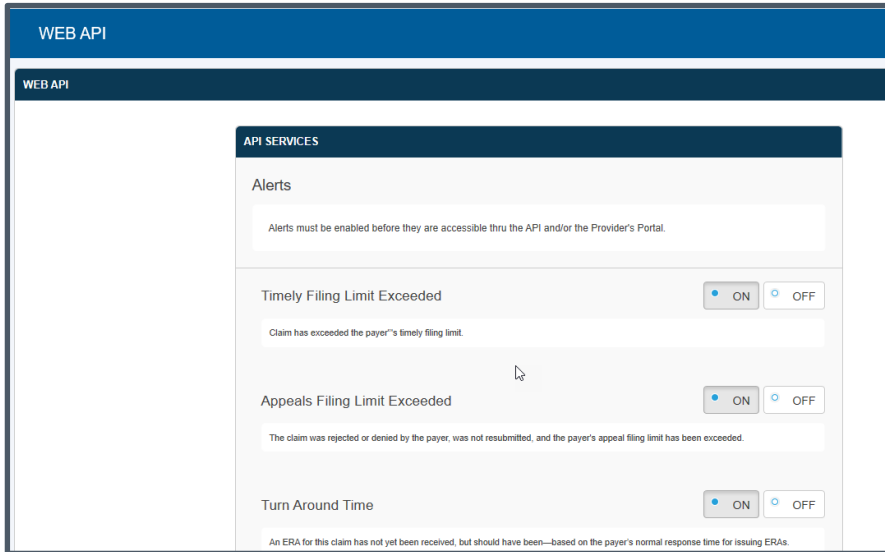 WEB API
WEB API
API SERVICES
Alerts
Alerts must be enabled before they are accessible thru the API and/or the Provider's Portal.
Timely Filing Limit Exceeded
ON OFF
Claim has exceeded the payer'"s timely filing limit.
Appeals Filing Limit Exceeded
ON OFF
The claim was rejected or denied by the payer, was not resubmitted, and the payer's appeal filing limit has been exceeded.
Turn Around Time
ON OFF
An ERA for this claim has not yet been received, but should have been—based on the payer's normal response time for issuing ERAs.